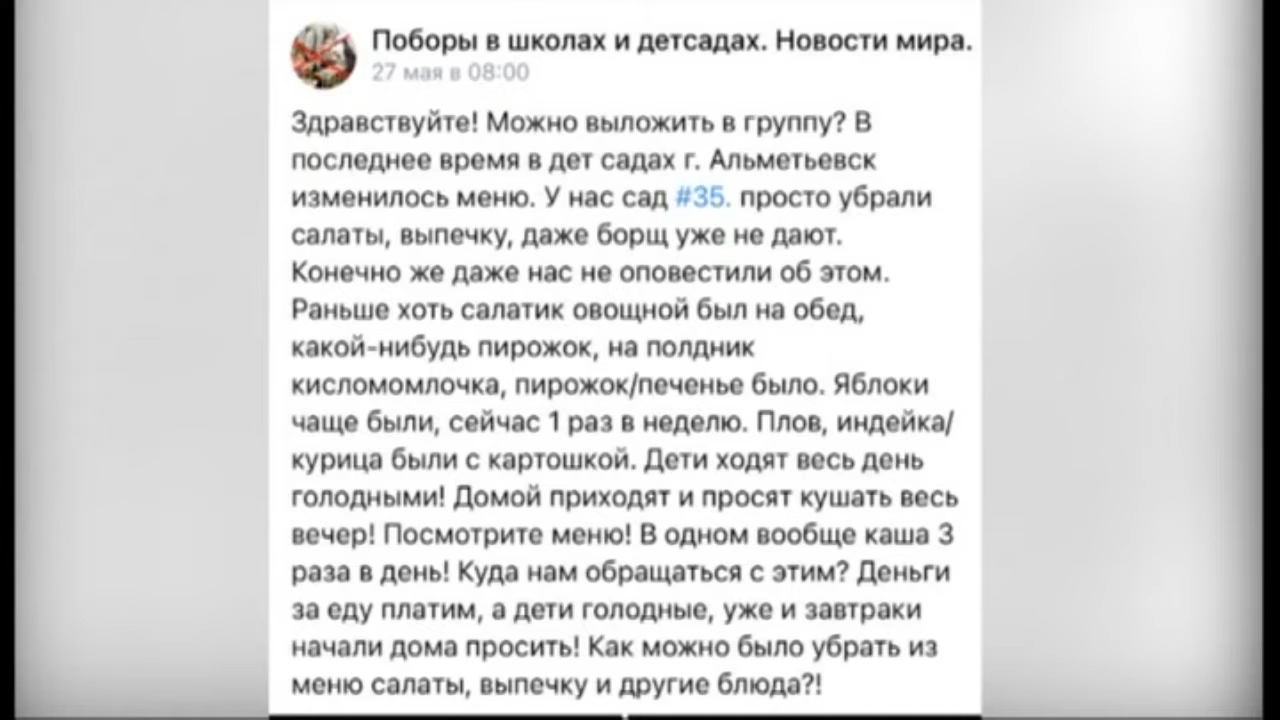 Поборы в школах и детсадах. Новости мира.
27 мая в 08:00
Здравствуйте! Можно выложить в группу? В
последнее время в дет садах г. Альметьевск
изменилось меню. У нас сад #35. просто убрали
салаты, выпечку, даже борщ уже не дают.
Конечно же даже нас не оповестили об этом.
Раньше хоть салатик овощной был на обед,
какой-нибудь пирожок, на полдник
кисломомлочка, пирожок/печенье было. Яблоки
чаще были, сейчас 1 раз в неделю. Плов, индейка/
курица были с картошкой. Дети ходят весь день
голодными! Домой приходят и просят кушать весь
вечер! Посмотрите меню! В одном вообще каша 3
раза в день! Куда нам обращаться с этим? Деньги
за еду платим, а дети голодные, уже и завтраки
начали дома просить! Как можно было убрать из
меню салаты, выпечку и другие блюда?!